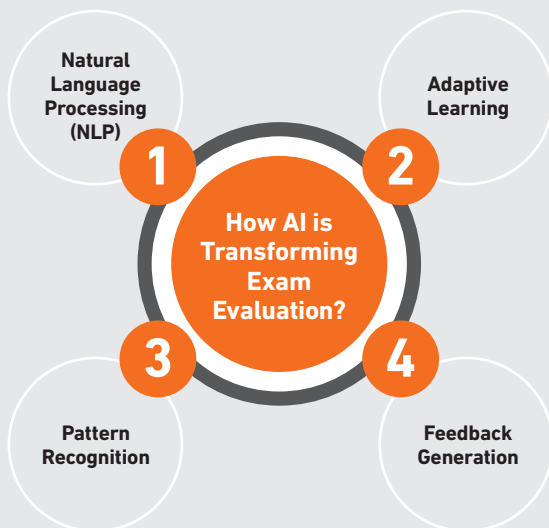 Natural
Language
Processing
(NLP)
1
Adaptive
Learning
2
How AI is
Transforming
Exam
Evaluation?
3
Pattern
Recognition
4
Feedback
Generation